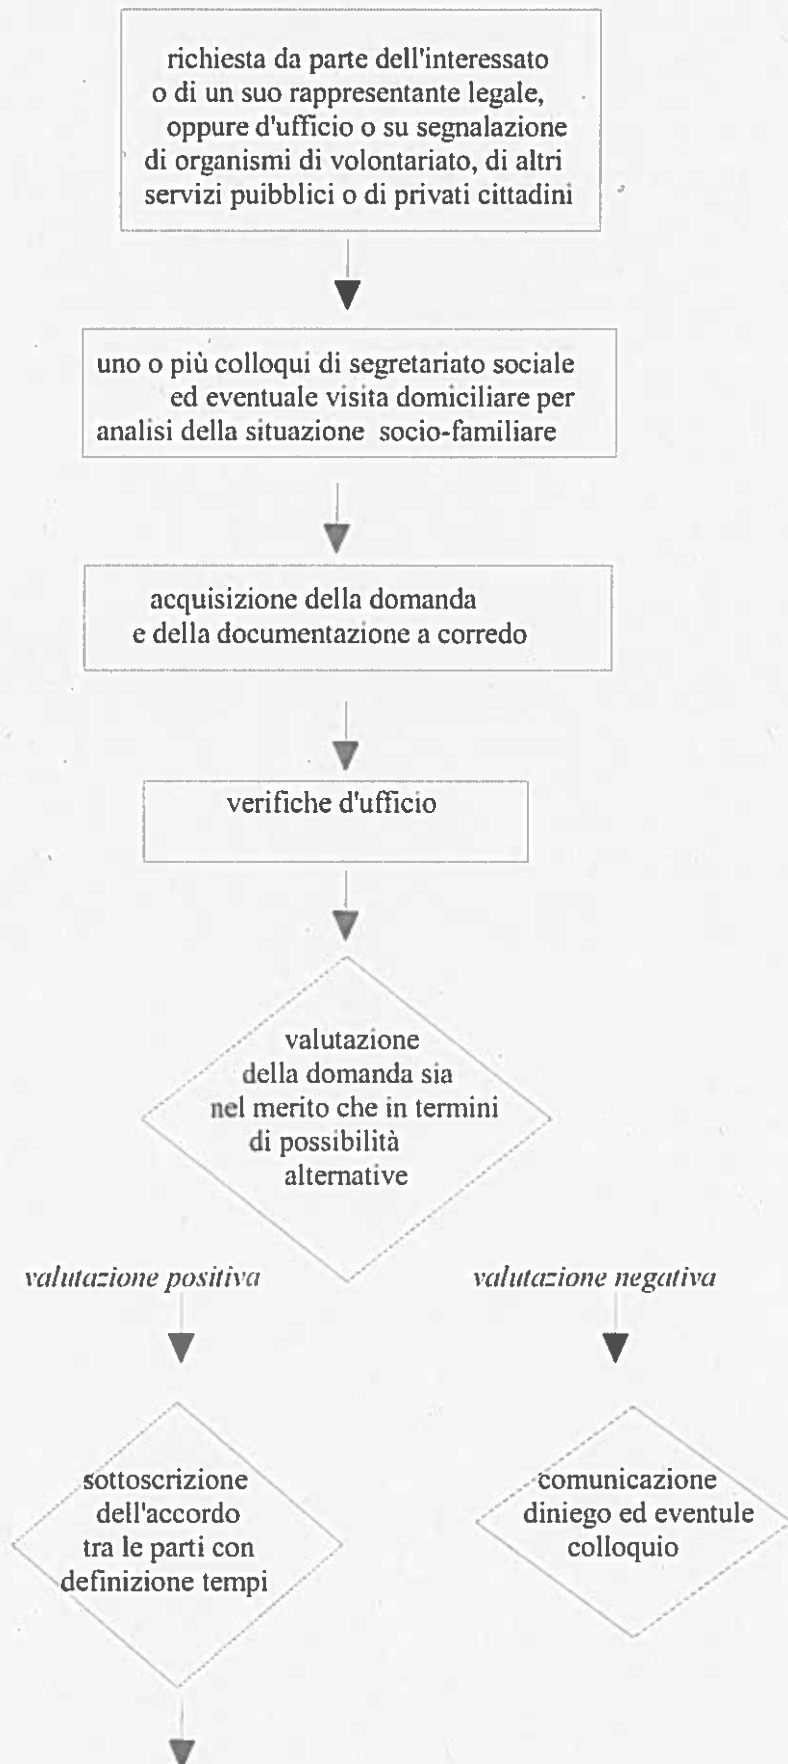 richiesta da parte dell'interessato
o di un suo rappresentante legale,
oppure d'ufficio o su segnalazione
di organismi di volontariato, di altri
servizi puibblici o di privati cittadini
uno o più colloqui di segretariato sociale
ed eventuale visita domiciliare per
analisi della situazione socio-familiare
acquisizione della domanda
e della documentazione a corredo
verifiche d'ufficio
valutazione
della domanda sia
nel merito che in termini
di possibilità
alternative
valutazione positiva
valutazione negativa
sottoscrizione
dell'accordo
tra le parti con
definizione tempi
comunicazione
diniego ed eventule
colloquio